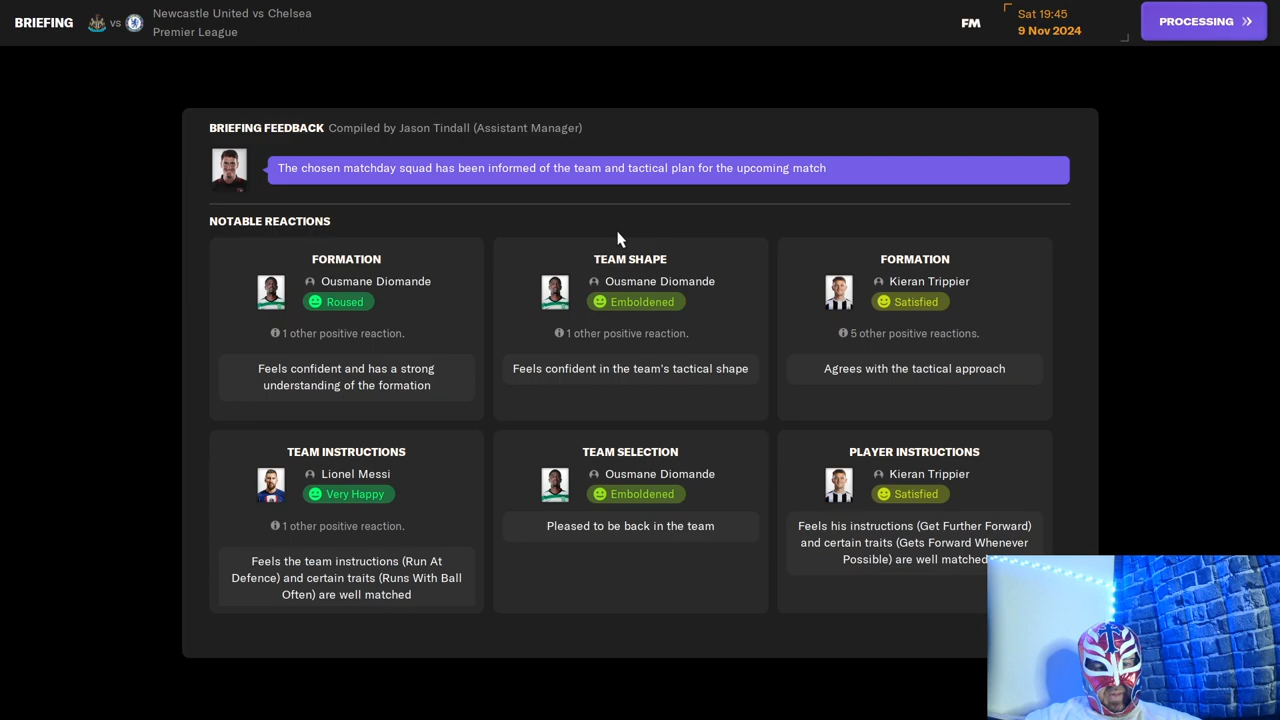 BRIEFING
vs
Newcastle United vs Chelsea
Premier League
FM
Sat 19:45
9 Nov 2024
PROCESSING
BRIEFING FEEDBACK Compiled by Jason Tindall (Assistant Manager)
The chosen matchday squad has been informed of the team and tactical plan for the upcoming match
NOTABLE REACTIONS
FORMATION
Ousmane Diomande
Roused
1 other positive reaction.
Feels confident and has a strong
understanding of the formation
TEAM SHAPE
Ousmane Diomande
Emboldened
1 other positive reaction.
Feels confident in the team's tactical shape
FORMATION
Kieran Trippier
Satisfied
5 other positive reactions.
Agrees with the tactical approach
TEAM INSTRUCTIONS
Lionel Messi
Very Happy
1 other positive reaction.
Feels the team instructions (Run At
Defence) and certain traits (Runs With Ball
Often) are well matched
TEAM SELECTION
Ousmane Diomande
Emboldened
Pleased to be back in the team
PLAYER INSTRUCTIONS
Kieran Trippier
Satisfied
Feels his instructions (Get Further Forward)
and certain traits (Gets Forward Whenever
Possible) are well matched